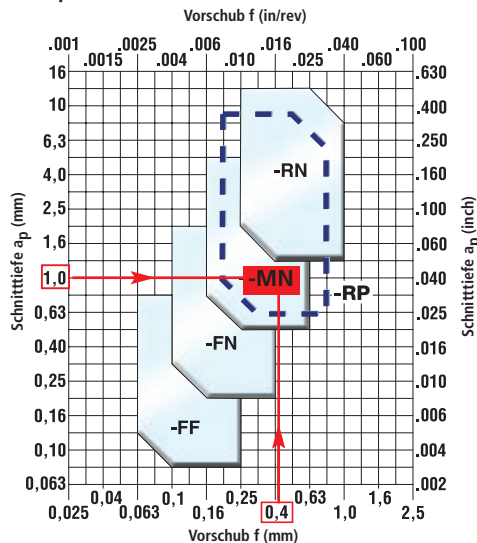 Vorschub f (in/rev)
.001 .0025 .006 .016 .040 .100
.0015 .004 .010 .025 .060
16 .630
10 .400
6,3 .250
4,0 .160
2,5 .100
1,6 .060
1,0 .040
0,63 .025
0,40 .016
0,25 .010
0,16 .006
0,10 .004
0,063 .002
Schnitttiefe ap (mm)
Schnitttiefe ap (inch)
-RN
-MN
-RP
-FN
-FF
0,04 0,1 0,25 0,63 1,6
0,025 0,063 0,16 0,4 1,0 2,5
Vorschub f (mm)